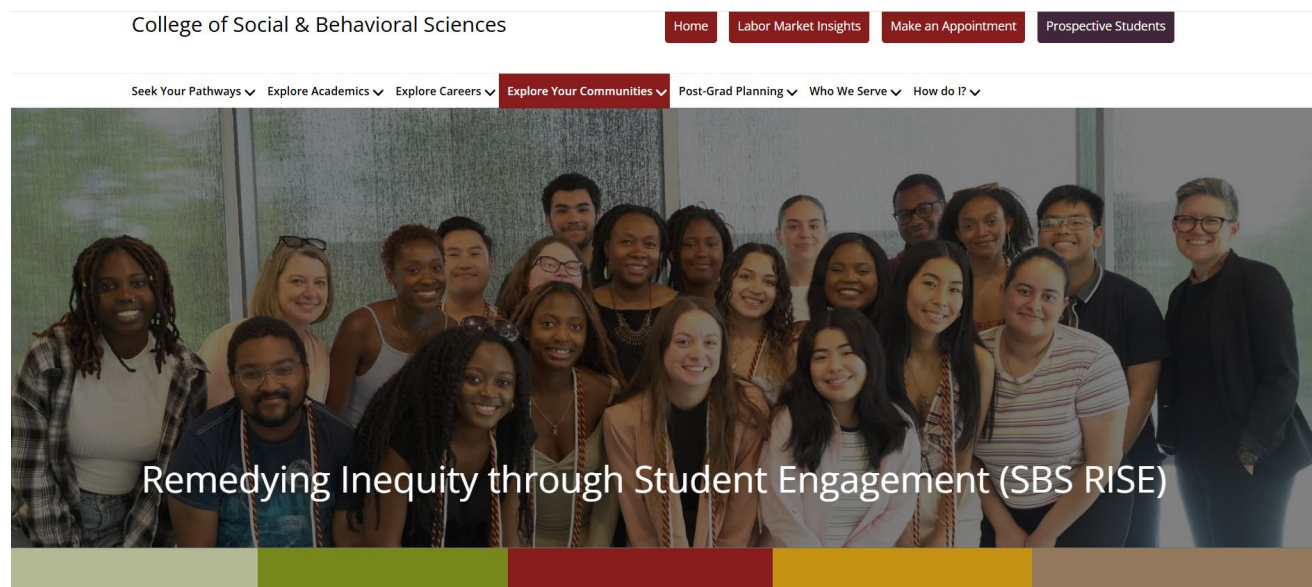 College of Social & Behavioral Sciences
Home
Labor Market Insights
Make an Appointment
Prospective Students
Seek Your Pathways
Explore Academics
Explore Careers
Explore Your Communities
Post-Grad Planning
Who We Serve
How do I?
Remedying Inequity through Student Engagement (SBS RISE)